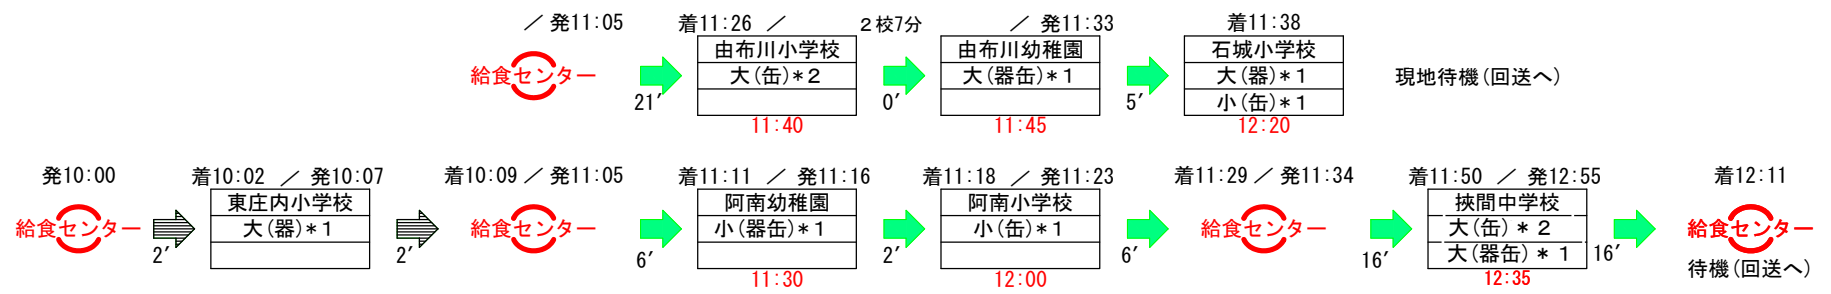 ／ 発11:05 着11:26 ／ ２校7分 ／ 発11:33 着11:38
給食センター 21′ 由布川小学校 0′ 由布川幼稚園 5′ 石城小学校
大(缶)＊２ 大(器缶)＊１ 大(器)＊１ 現地待機(回送へ)
小(缶)＊１
11:40 11:45 12:20
発10:00 着10:02 ／ 発10:07 着10:09 ／ 発11:05 着11:11 ／ 発11:16 着11:18 ／ 発11:23 着11:29 ／ 発11:34 着11:50 ／ 発12:55 着12:11
東庄内小学校 阿南幼稚園 阿南小学校 挾間中学校
給食センター 大(器)＊１ 給食センター 小(器缶)＊１ 小(缶)＊１ 給食センター 大(缶)＊２ 給食センター
2′ 2′ 6′ 2′ 6′ 16′ 大(器缶)＊１ 16′
11:30 12:00 12:35 待機(回送へ)